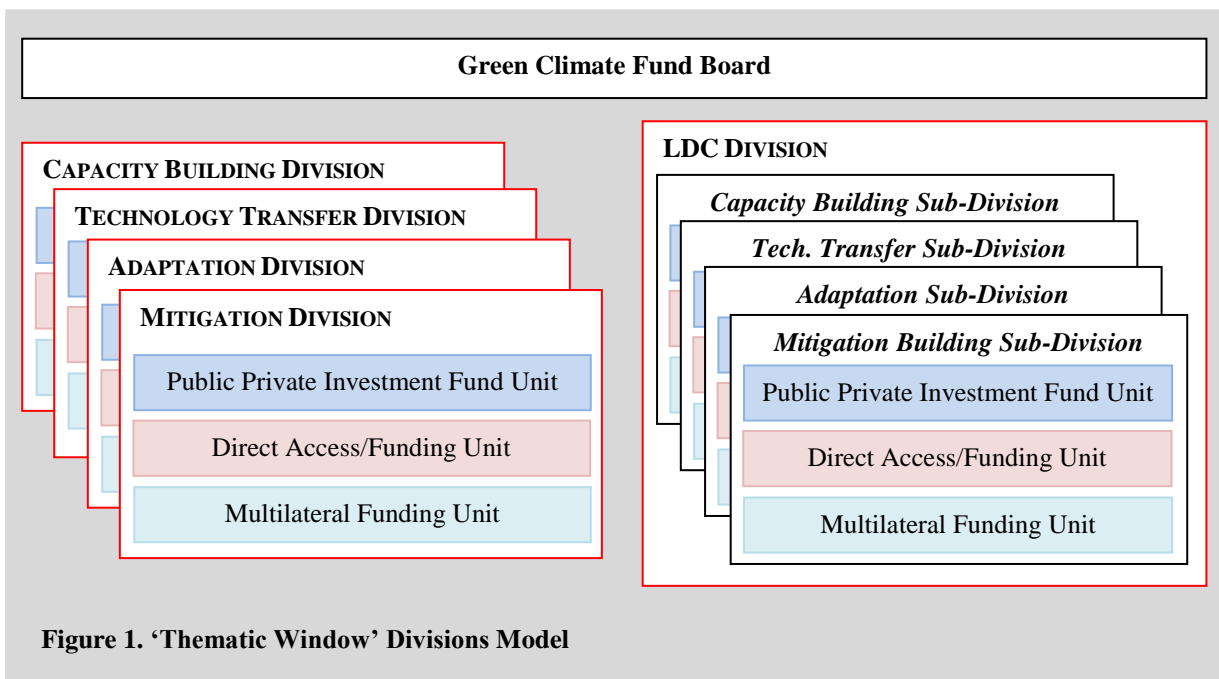 Green Climate Fund Board
CAPACITY BUILDING DIVISION
TECHNOLOGY TRANSFER DIVISION
ADAPTATION DIVISION
MITIGATION DIVISION
Public Private Investment Fund Unit
Direct Access/Funding Unit
Multilateral Funding Unit
LDC DIVISION
Capacity Building Sub-Division
Tech. Transfer Sub-Division
Adaptation Sub-Division
Mitigation Building Sub-Division
Public Private Investment Fund Unit
Direct Access/Funding Unit
Multilateral Funding Unit
Figure 1. ‘Thematic Window’ Divisions Model